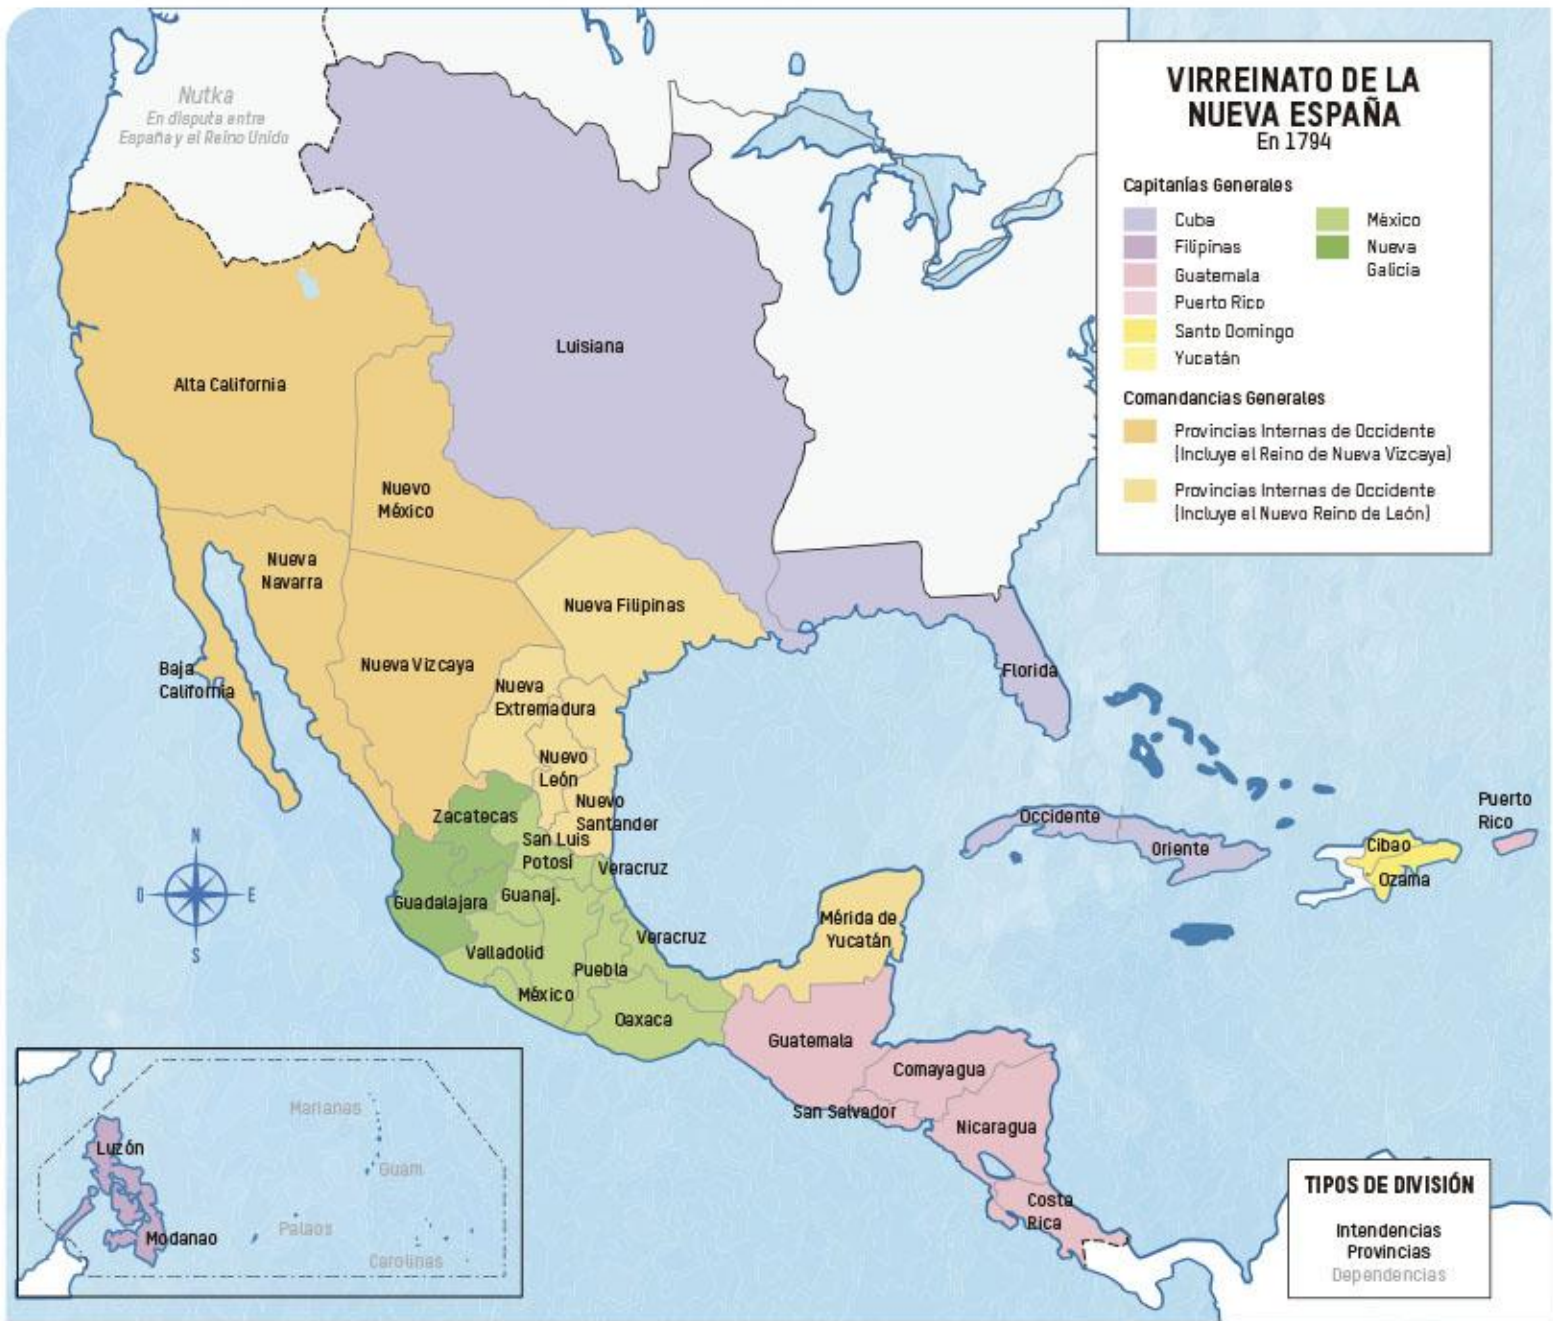 VIRREINATO DE LA
NUEVA ESPAÑA
En 1794
Capitanías Generales
Cuba
Filipinas
Guatemala
Puerto Rico
Santo Domingo
Yucatán
México
Nueva
Galicia
Comandancias Generales
Provincias Internas de Occidente
(Incluye el Reino de Nueva Vizcaya)
Provincias Internas de Occidente
(Incluye el Nuevo Reino de León)
Nutka
En disputa entre
España y el Reino Unido
Luisiana
Alta California
Nuevo
México
Nueva
Navarra
Nueva Filipinas
Nueva Vizcaya
Baja
California
Nueva
Extremadura
Florida
Nuevo
León
Nuevo
Santander
Zacatecas
San Luis
Potosí
Veracruz
Guadalajara
Guanaj.
Veracruz
Valladolid
Puebla
México
Oaxaca
Mérida de
Yucatán
Occidente
Oriente
Cibao
Ozama
Puerto
Rico
Guatemala
Comayagua
San Salvador
Nicaragua
Costa
Rica
N
O
E
S
Marianas
Luzón
Guam
Palaos
Modanao
Carolinas
TIPOS DE DIVISIÓN
Intendencias
Provincias
Dependencias